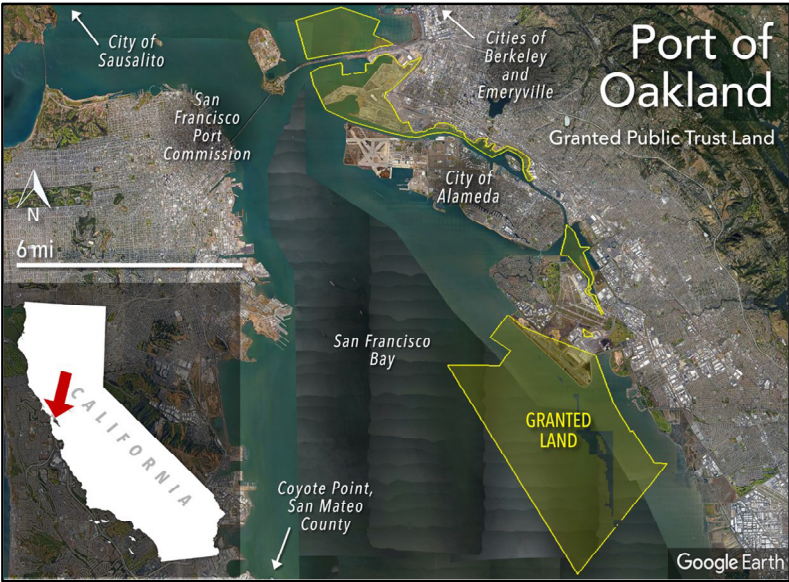 Port of
Oakland
Granted Public Trust Land
City of
Sausalito
Cities of
Berkeley
and
Emeryville
San
Francisco
Port
Commission
City of
Alameda
N
6 mi
San Francisco
Bay
GRANTED
LAND
CALIFORNIA
Coyote Point,
San Mateo
County
Google Earth